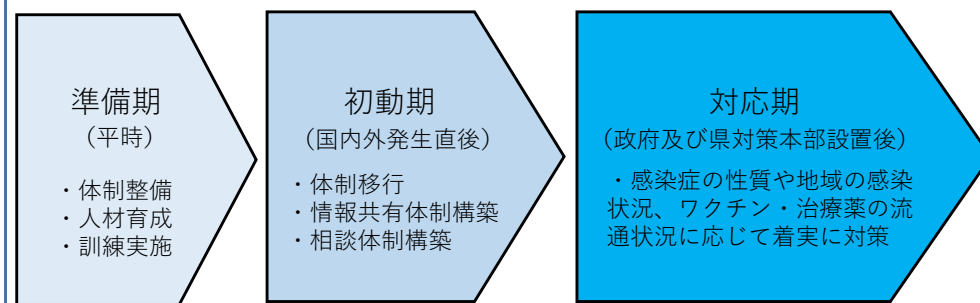 準備期
（平時）
・体制整備
・人材育成
・訓練実施
初動期
（国内外発生直後）
・体制移行
・情報共有体制構築
・相談体制構築
対応期
（政府及び県対策本部設置後）
・感染症の性質や地域の感染
状況、ワクチン・治療薬の流
通状況に応じて着実に対策